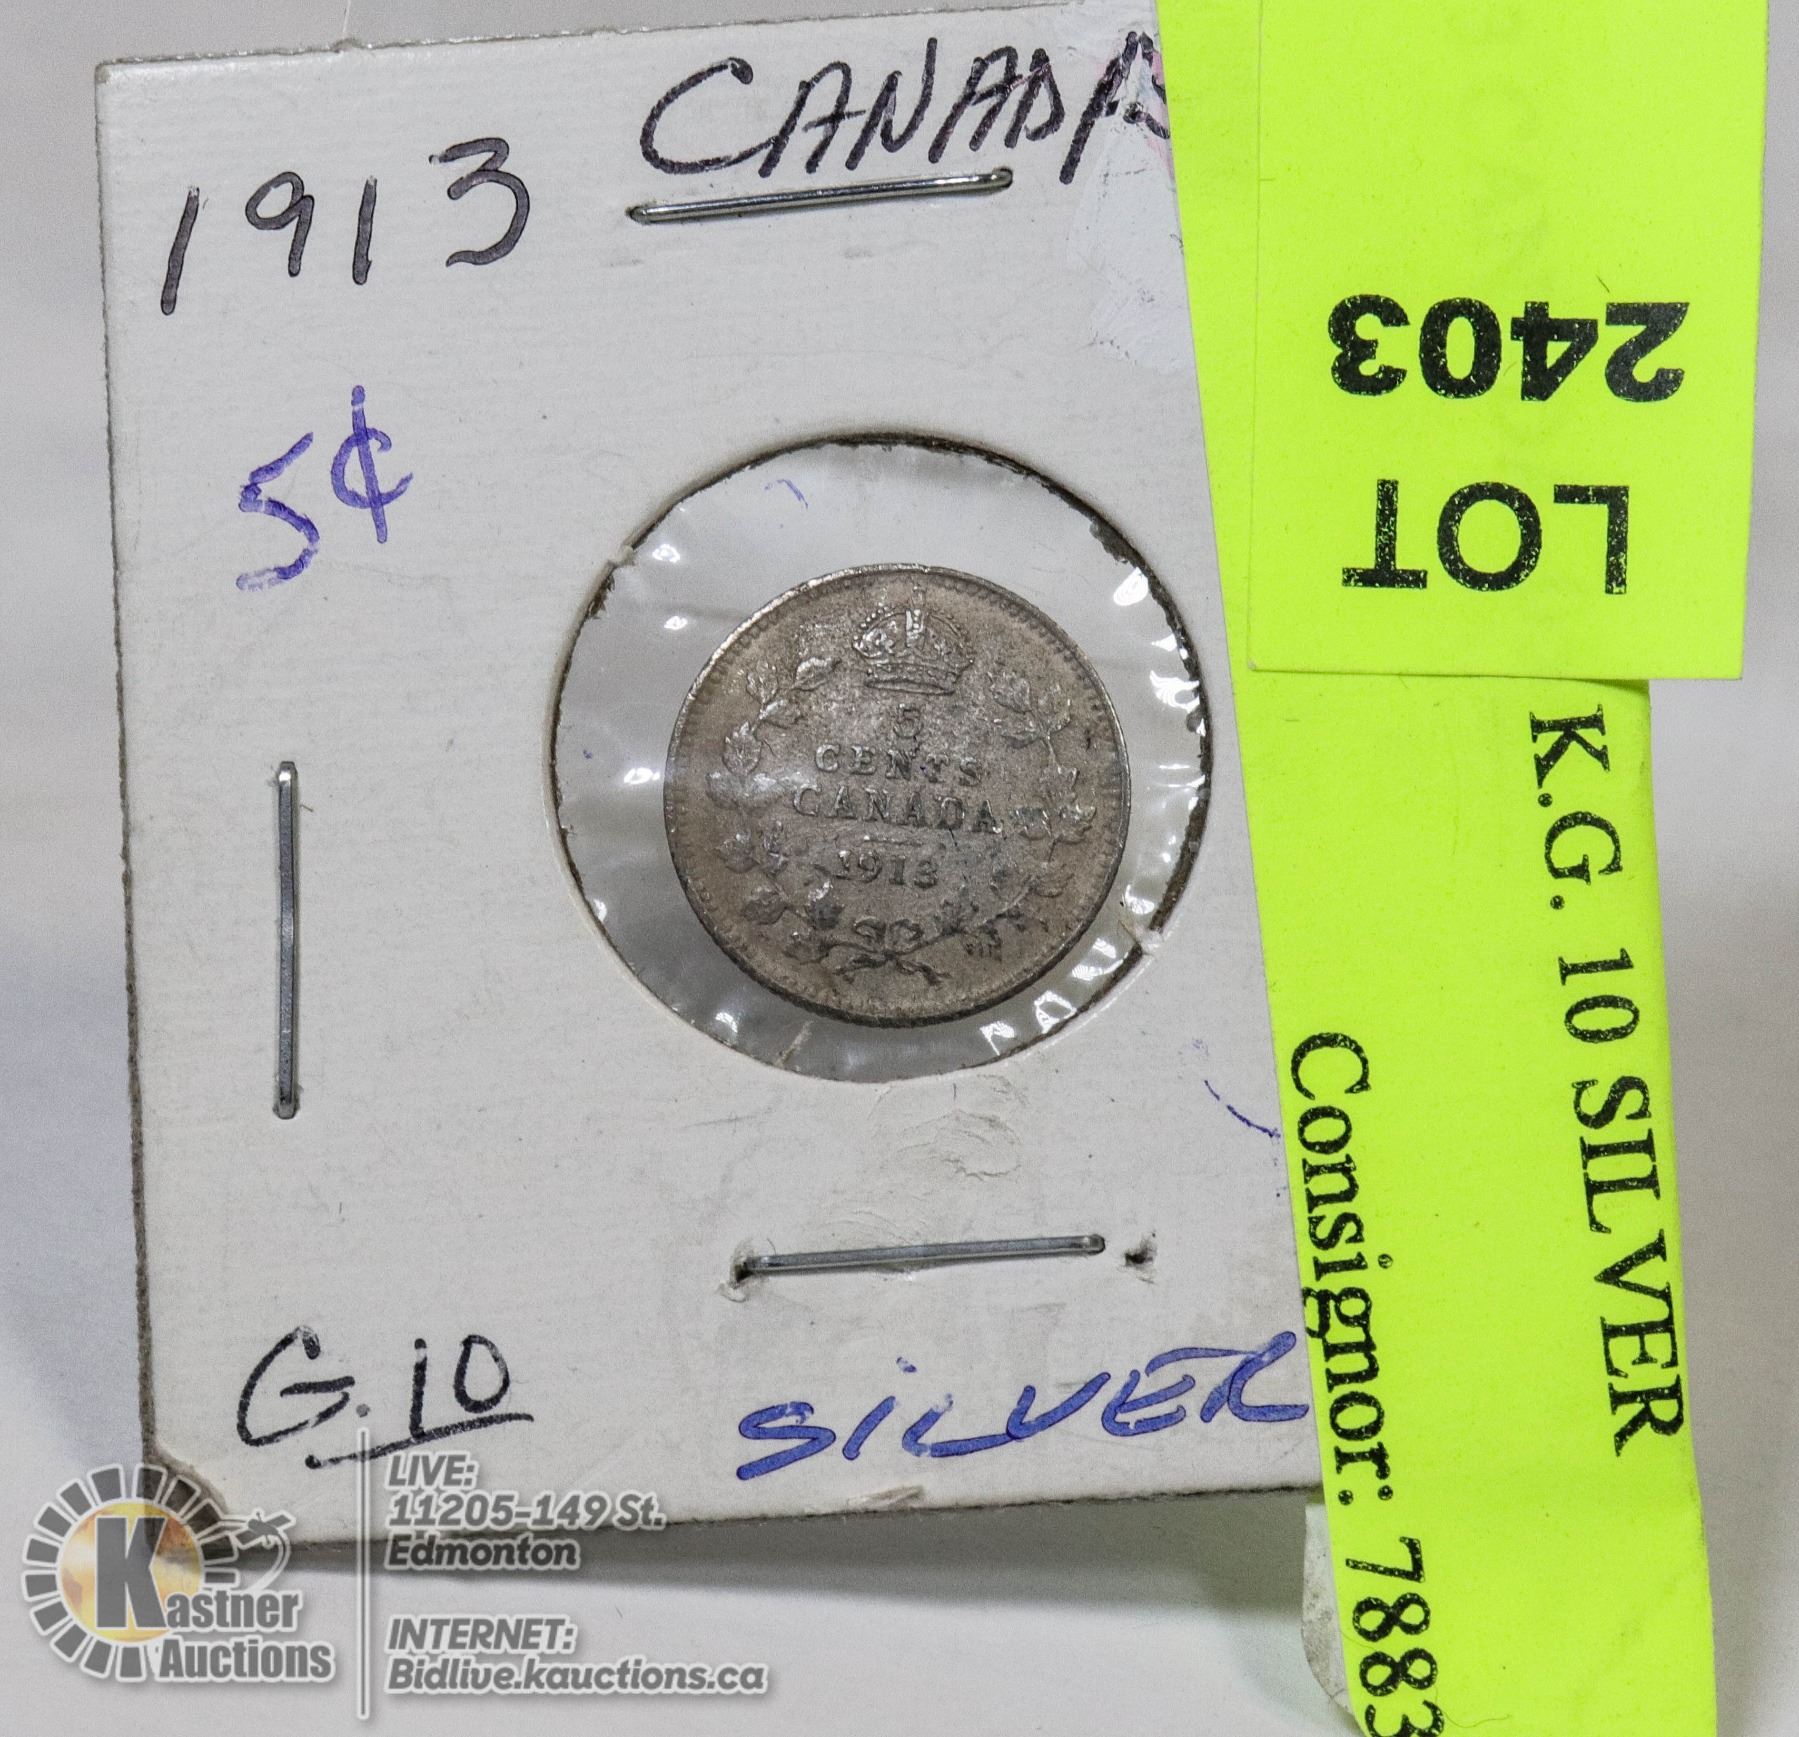 CANADA
1913
5¢
5
CENTS
CANADA
1913
G.10
SILVER
LOT
2403
K.G. 10 SILVER
Consignor: 7883
Kastner
Auctions
LIVE:
11205-149 St.
Edmonton
INTERNET:
Bidlive.kauctions.ca